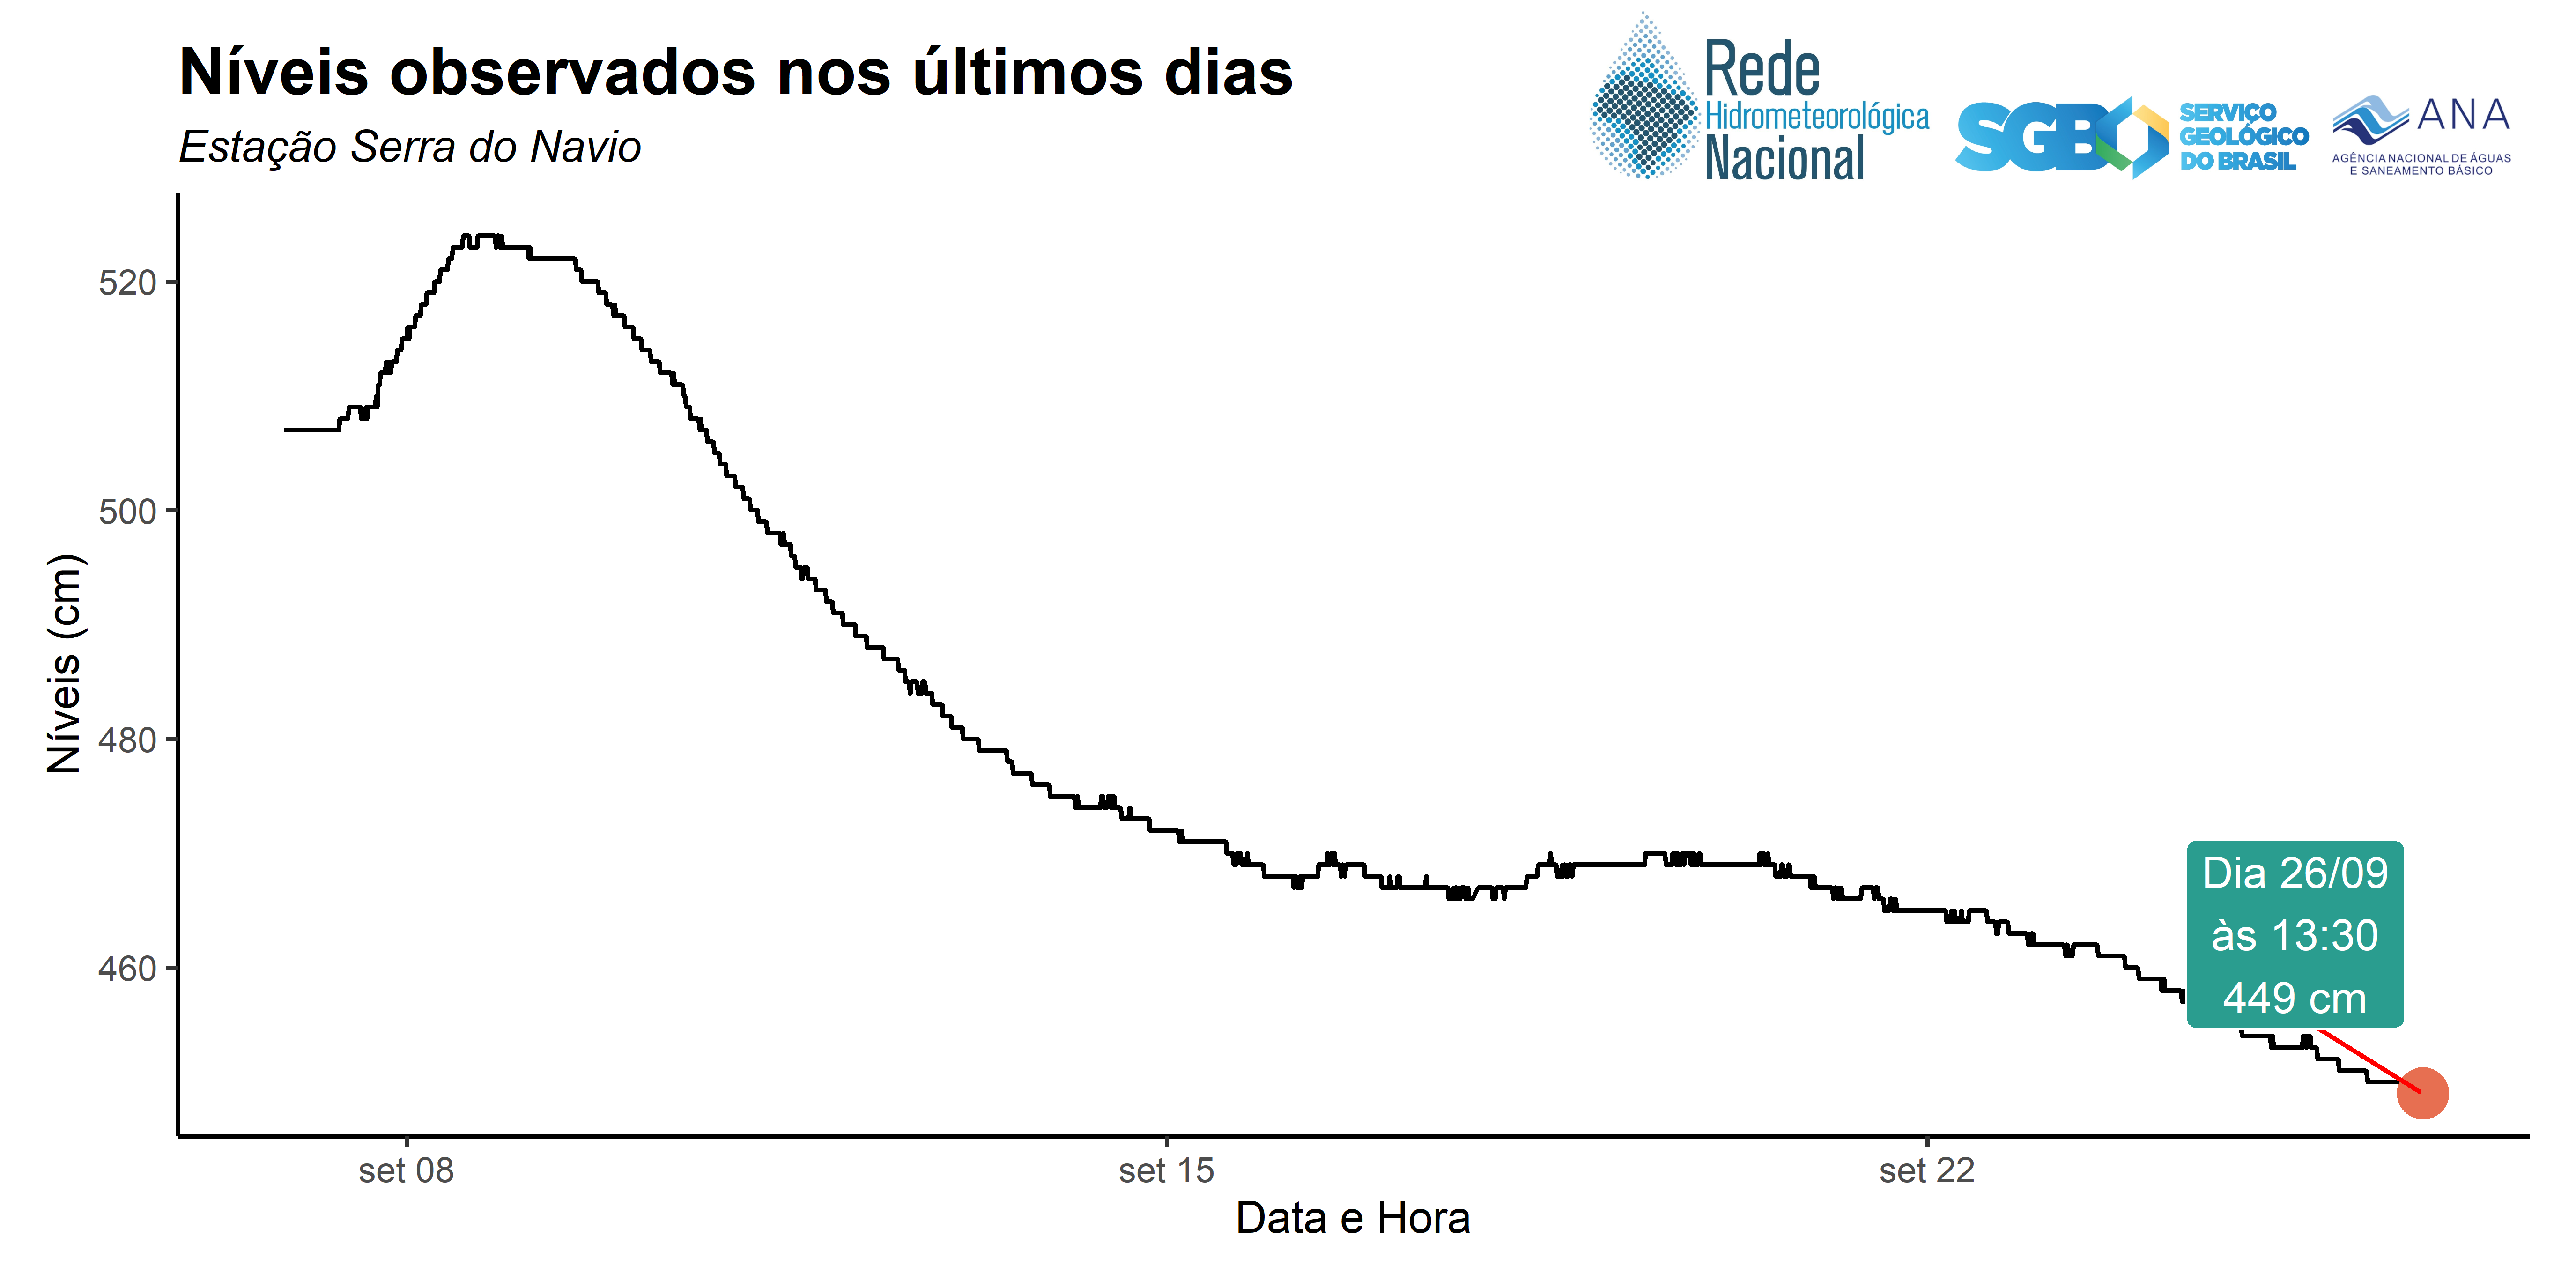 Níveis observados nos últimos dias
Estação Serra do Navio
Rede
Hidrometeorológica
Nacional
SGB
SERVIÇO
GEOLÓGICO
DO BRASIL
ANA
AGÊNCIA NACIONAL DE ÁGUAS
E SANEAMENTO BÁSICO
520
500
480
460
Níveis (cm)
Dia 26/09
às 13:30
449 cm
set 08
set 15
set 22
Data e Hora